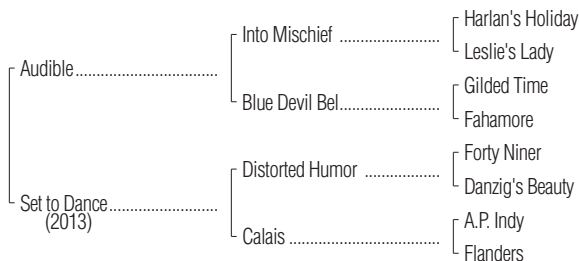 Harlan's Holiday
Into Mischief
Leslie's Lady
Audible
Gilded Time
Blue Devil Bel
Fahamore
Forty Niner
Distorted Humor
Danzig's Beauty
Set to Dance
(2013)
A.P. Indy
Calais
Flanders